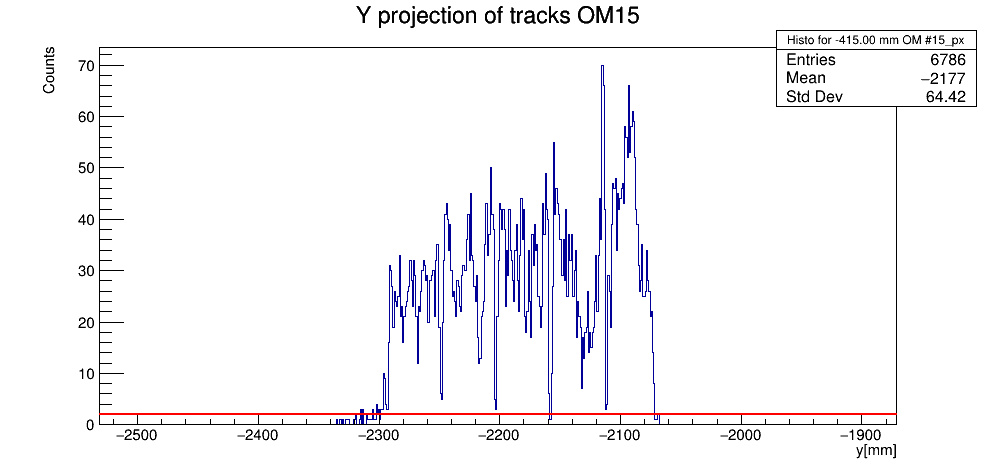 Y projection of tracks OM15
Histo for -415.00 mm OM #15_px
Entries 6786
Mean −2177
Std Dev 64.42
Counts
70
60
50
40
30
20
10
0
−2500 −2400 −2300 −2200 −2100 −2000 −1900
y[mm]